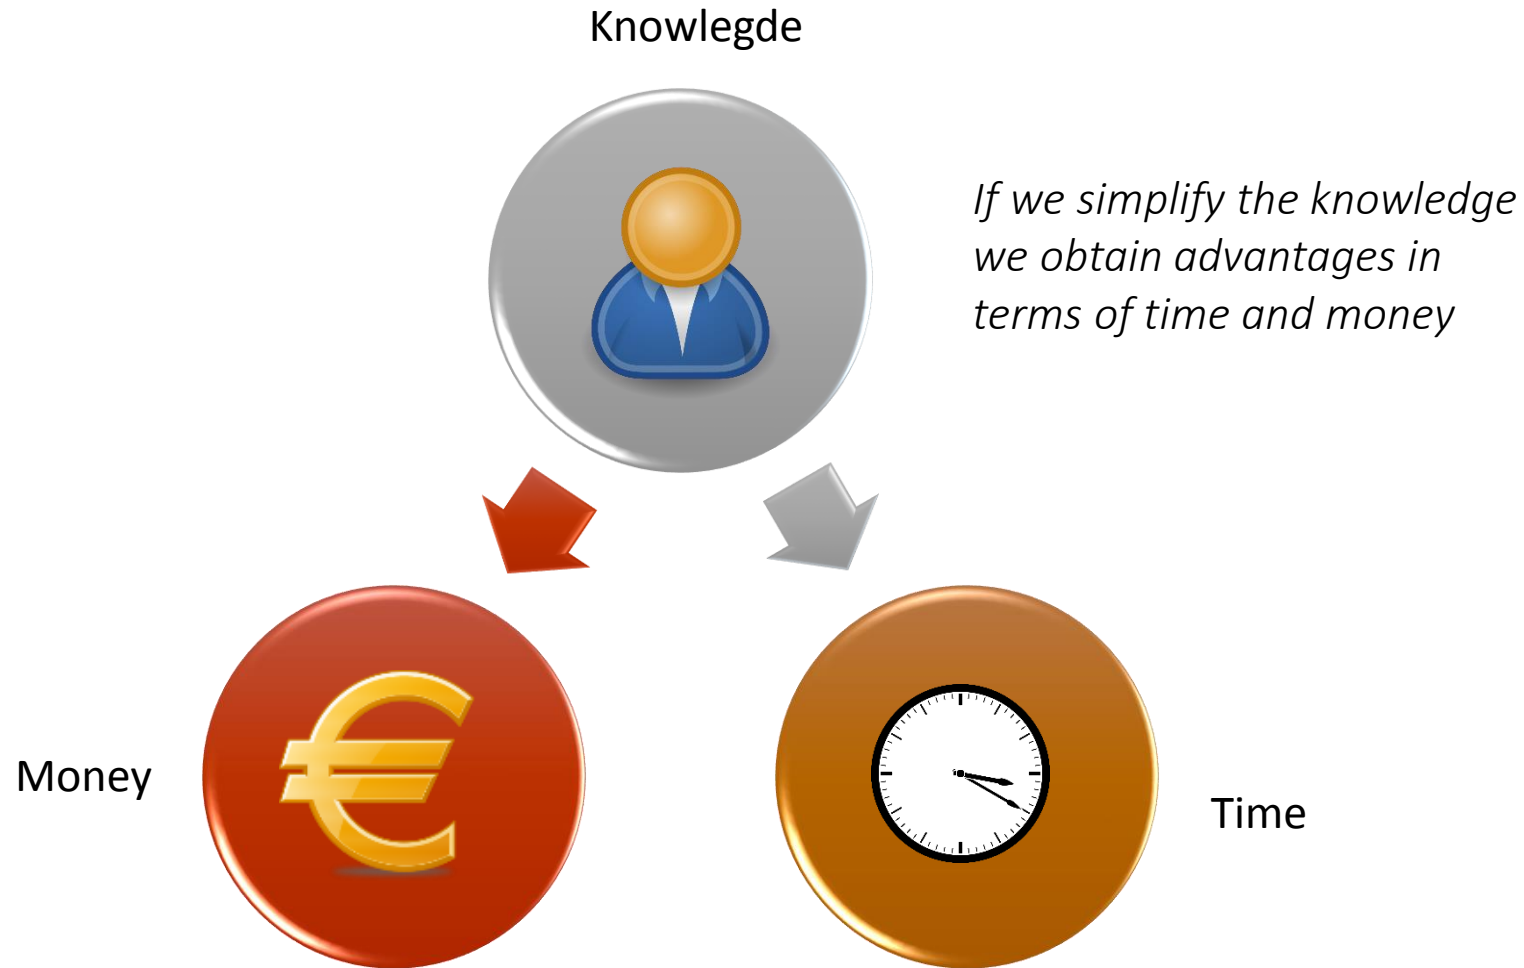 Knowlegde
If we simplify the knowledge
we obtain advantages in
terms of time and money
€
Money
Time